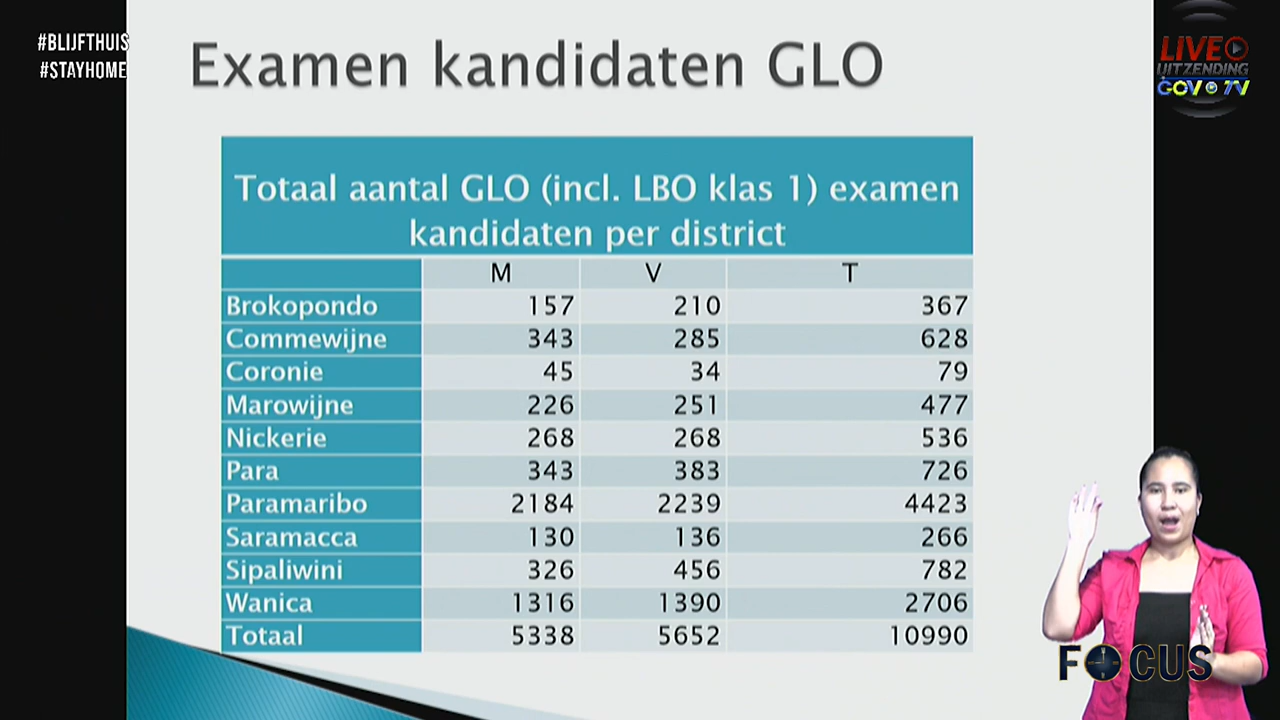 #BLIJFTHUIS
#STAYHOME
Examen kandidaten GLO
LIVE
UITZENDING
GOV TV
Totaal aantal GLO (incl. LBO klas 1) examen
kandidaten per district
M V T
Brokopondo 157 210 367
Commewijne 343 285 628
Coronie 45 34 79
Marowijne 226 251 477
Nickerie 268 268 536
Para 343 383 726
Paramaribo 2184 2239 4423
Saramacca 130 136 266
Sipaliwini 326 456 782
Wanica 1316 1390 2706
Totaal 5338 5652 10990
FOCUS